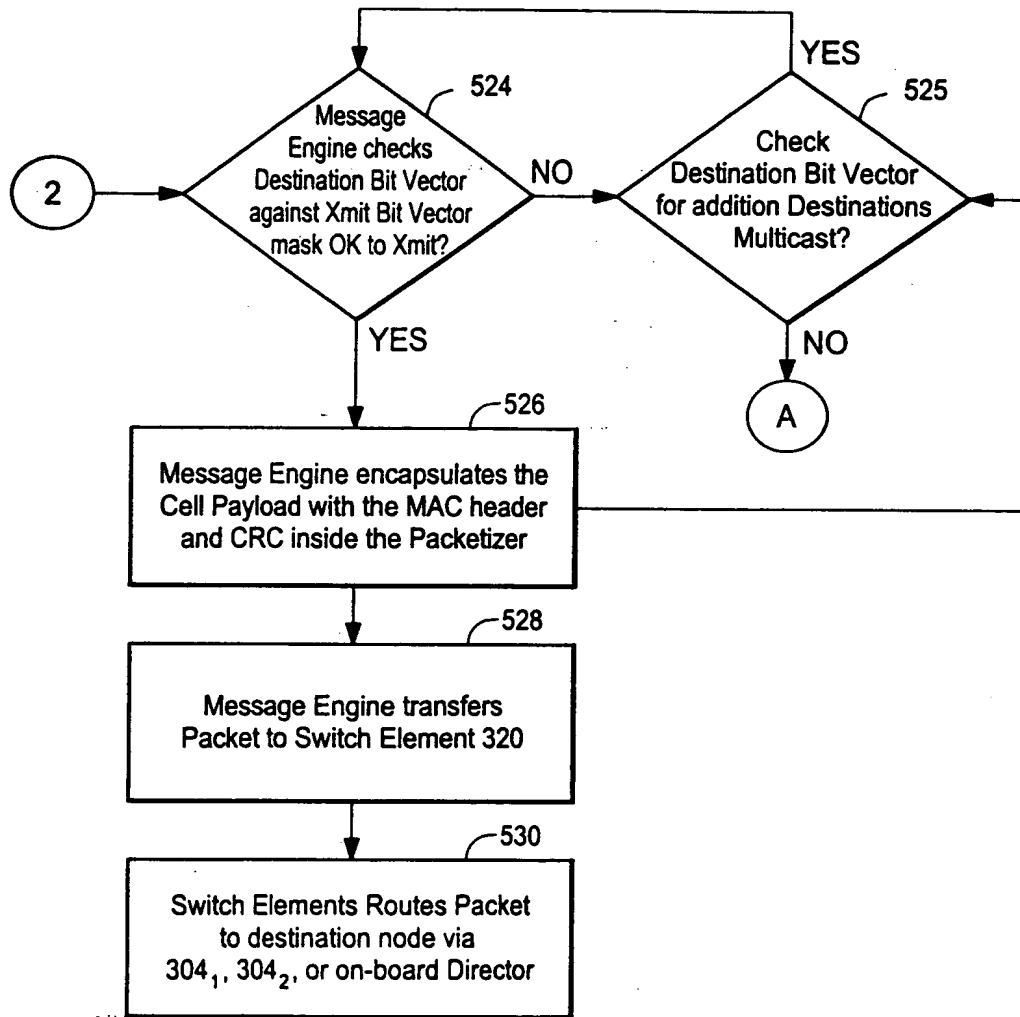 YES
524
525
Message
Engine checks
Destination Bit Vector
against Xmit Bit Vector
mask OK to Xmit?
Check
Destination Bit Vector
for addition Destinations
Multicast?
2
NO
YES
NO
A
526
Message Engine encapsulates the
Cell Payload with the MAC header
and CRC inside the Packetizer
528
Message Engine transfers
Packet to Switch Element 320
530
Switch Elements Routes Packet
to destination node via
304₁, 304₂, or on-board Director